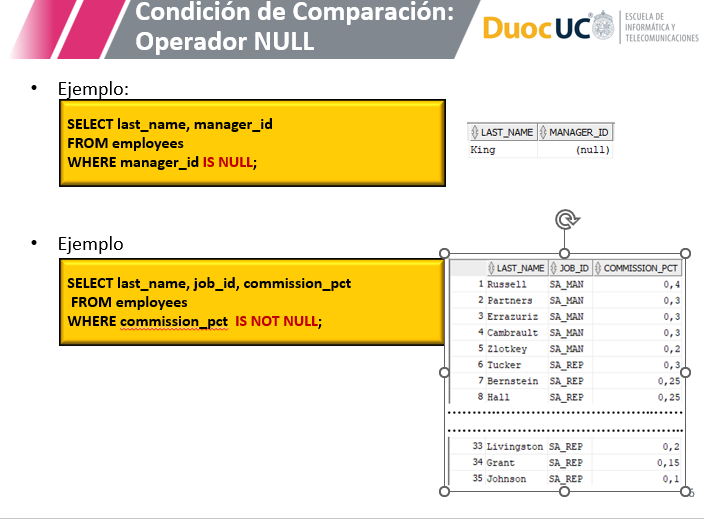 Condición de Comparación:
Operador NULL
DuocUC
ESCUELA DE
INFORMÁTICA Y
TELECOMUNICACIONES
• Ejemplo:
SELECT last_name, manager_id
FROM employees
WHERE manager_id IS NULL;
LAST_NAME MANAGER_ID
King (null)
• Ejemplo
SELECT last_name, job_id, commission_pct
FROM employees
WHERE commission_pct IS NOT NULL;
LAST_NAME JOB_ID COMMISSION_PCT
1 Russell SA_MAN 0,4
2 Partners SA_MAN 0,3
3 Errazuriz SA_MAN 0,3
4 Cambrault SA_MAN 0,3
5 Zlotkey SA_MAN 0,2
6 Tucker SA_REP 0,3
7 Bernstein SA_REP 0,25
8 Hall SA_REP 0,25
33 Livingston SA_REP 0,2
34 Grant SA_REP 0,15
35 Johnson SA_REP 0,1